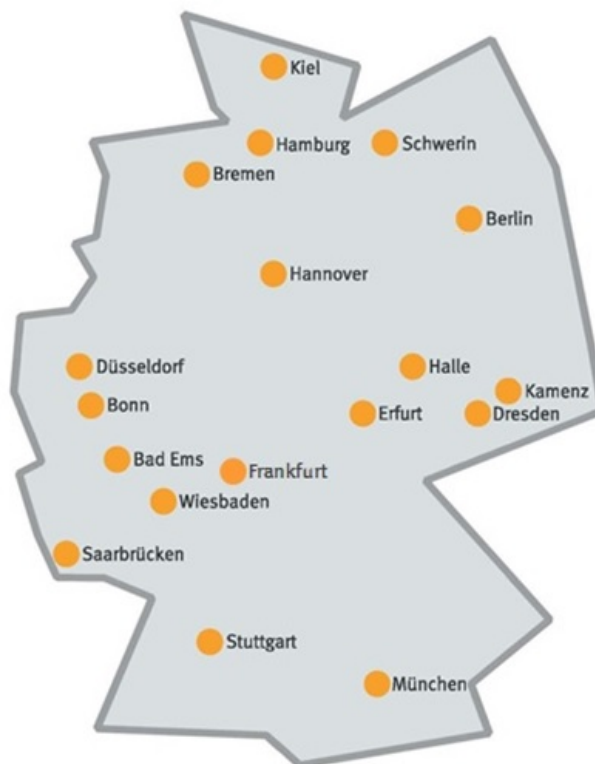 Kiel
Hamburg
Schwerin
Bremen
Berlin
Hannover
Düsseldorf
Halle
Kamenz
Bonn
Erfurt
Dresden
Bad Ems
Frankfurt
Wiesbaden
Saarbrücken
Stuttgart
München